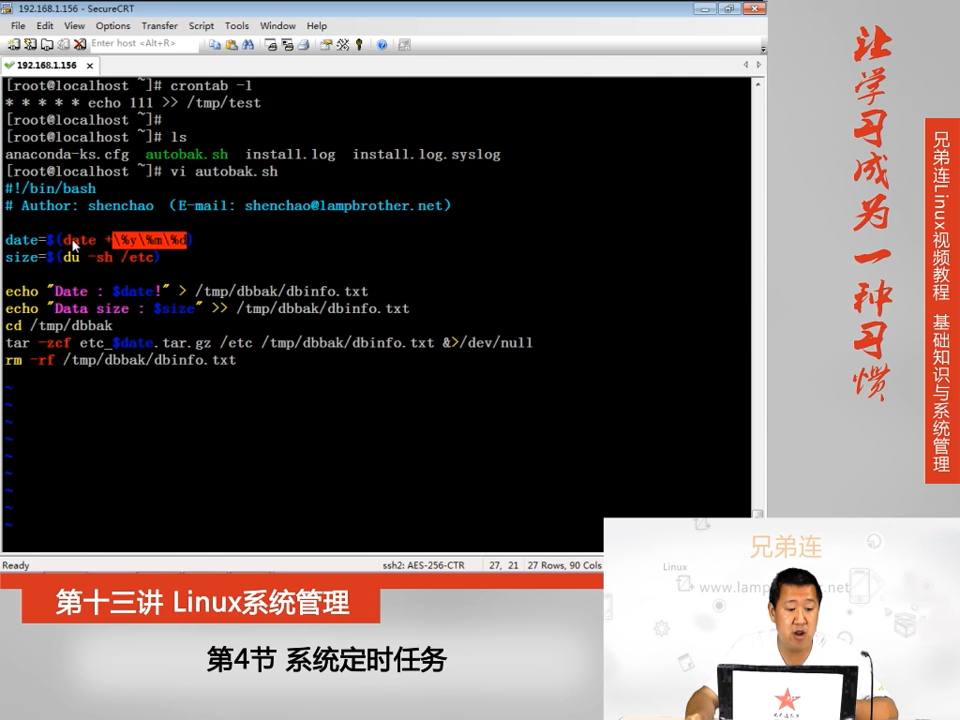 192.168.1.156 - SecureCRT
File Edit View Options Transfer Script Tools Window Help
Enter host <Alt+R>
192.168.1.156
[root@localhost ~]# crontab -l
* * * * * echo 111 >> /tmp/test
[root@localhost ~]#
[root@localhost ~]# ls
anaconda-ks.cfg autobak.sh install.log install.log.syslog
[root@localhost ~]# vi autobak.sh
#!/bin/bash
# Author: shenchao （E-mail: shenchao@lampbrother.net）
date=$(date +\%y\%m\%d)
size=$(du -sh /etc)
echo "Date : $date!" > /tmp/dbbak/dbinfo.txt
echo "Data size : $size" >> /tmp/dbbak/dbinfo.txt
cd /tmp/dbbak
tar -zcf etc_$date.tar.gz /etc /tmp/dbbak/dbinfo.txt &>/dev/null
rm -rf /tmp/dbbak/dbinfo.txt
~
~
~
~
~
~
~
~
~
Ready
ssh2: AES-256-CTR 27, 21 27 Rows, 90 Cols
让学习成为一种习惯
兄弟连Linux视频教程 基础知识与系统管理
第十三讲 Linux系统管理
第4节 系统定时任务
兄弟连
Linux